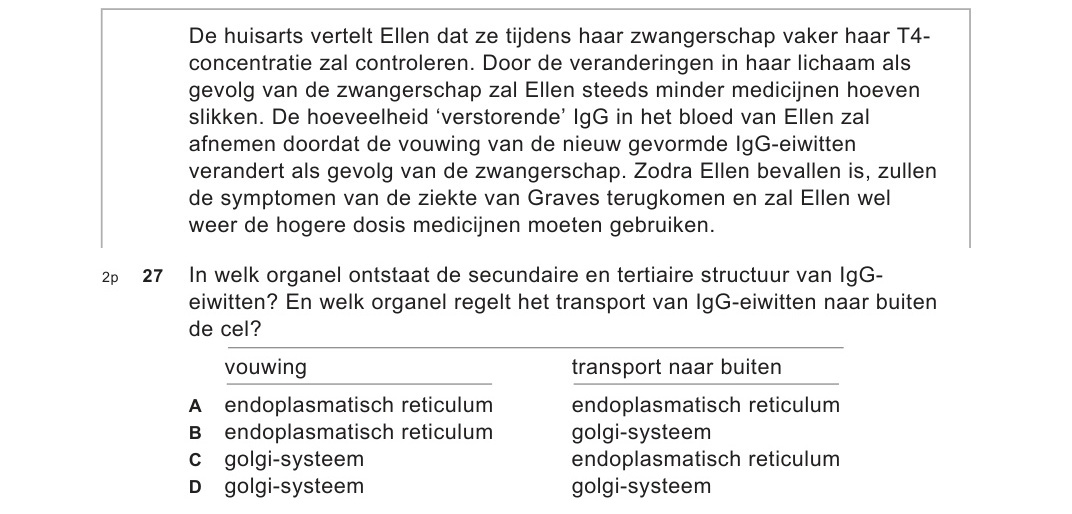 De huisarts vertelt Ellen dat ze tijdens haar zwangerschap vaker haar T4-
concentratie zal controleren. Door de veranderingen in haar lichaam als
gevolg van de zwangerschap zal Ellen steeds minder medicijnen hoeven
slikken. De hoeveelheid ‘verstorende’ IgG in het bloed van Ellen zal
afnemen doordat de vouwing van de nieuw gevormde IgG-eiwitten
verandert als gevolg van de zwangerschap. Zodra Ellen bevallen is, zullen
de symptomen van de ziekte van Graves terugkomen en zal Ellen wel
weer de hogere dosis medicijnen moeten gebruiken.
2p 27 In welk organel ontstaat de secundaire en tertiaire structuur van IgG-
eiwitten? En welk organel regelt het transport van IgG-eiwitten naar buiten
de cel?
vouwing transport naar buiten
A endoplasmatisch reticulum endoplasmatisch reticulum
B endoplasmatisch reticulum golgi-systeem
C golgi-systeem endoplasmatisch reticulum
D golgi-systeem golgi-systeem